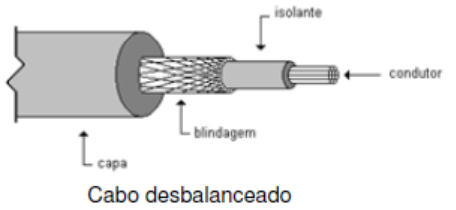 isolante
condutor
blindagem
capa
Cabo desbalanceado